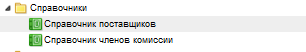 Справочники
Справочник поставщиков
Справочник членов комиссии